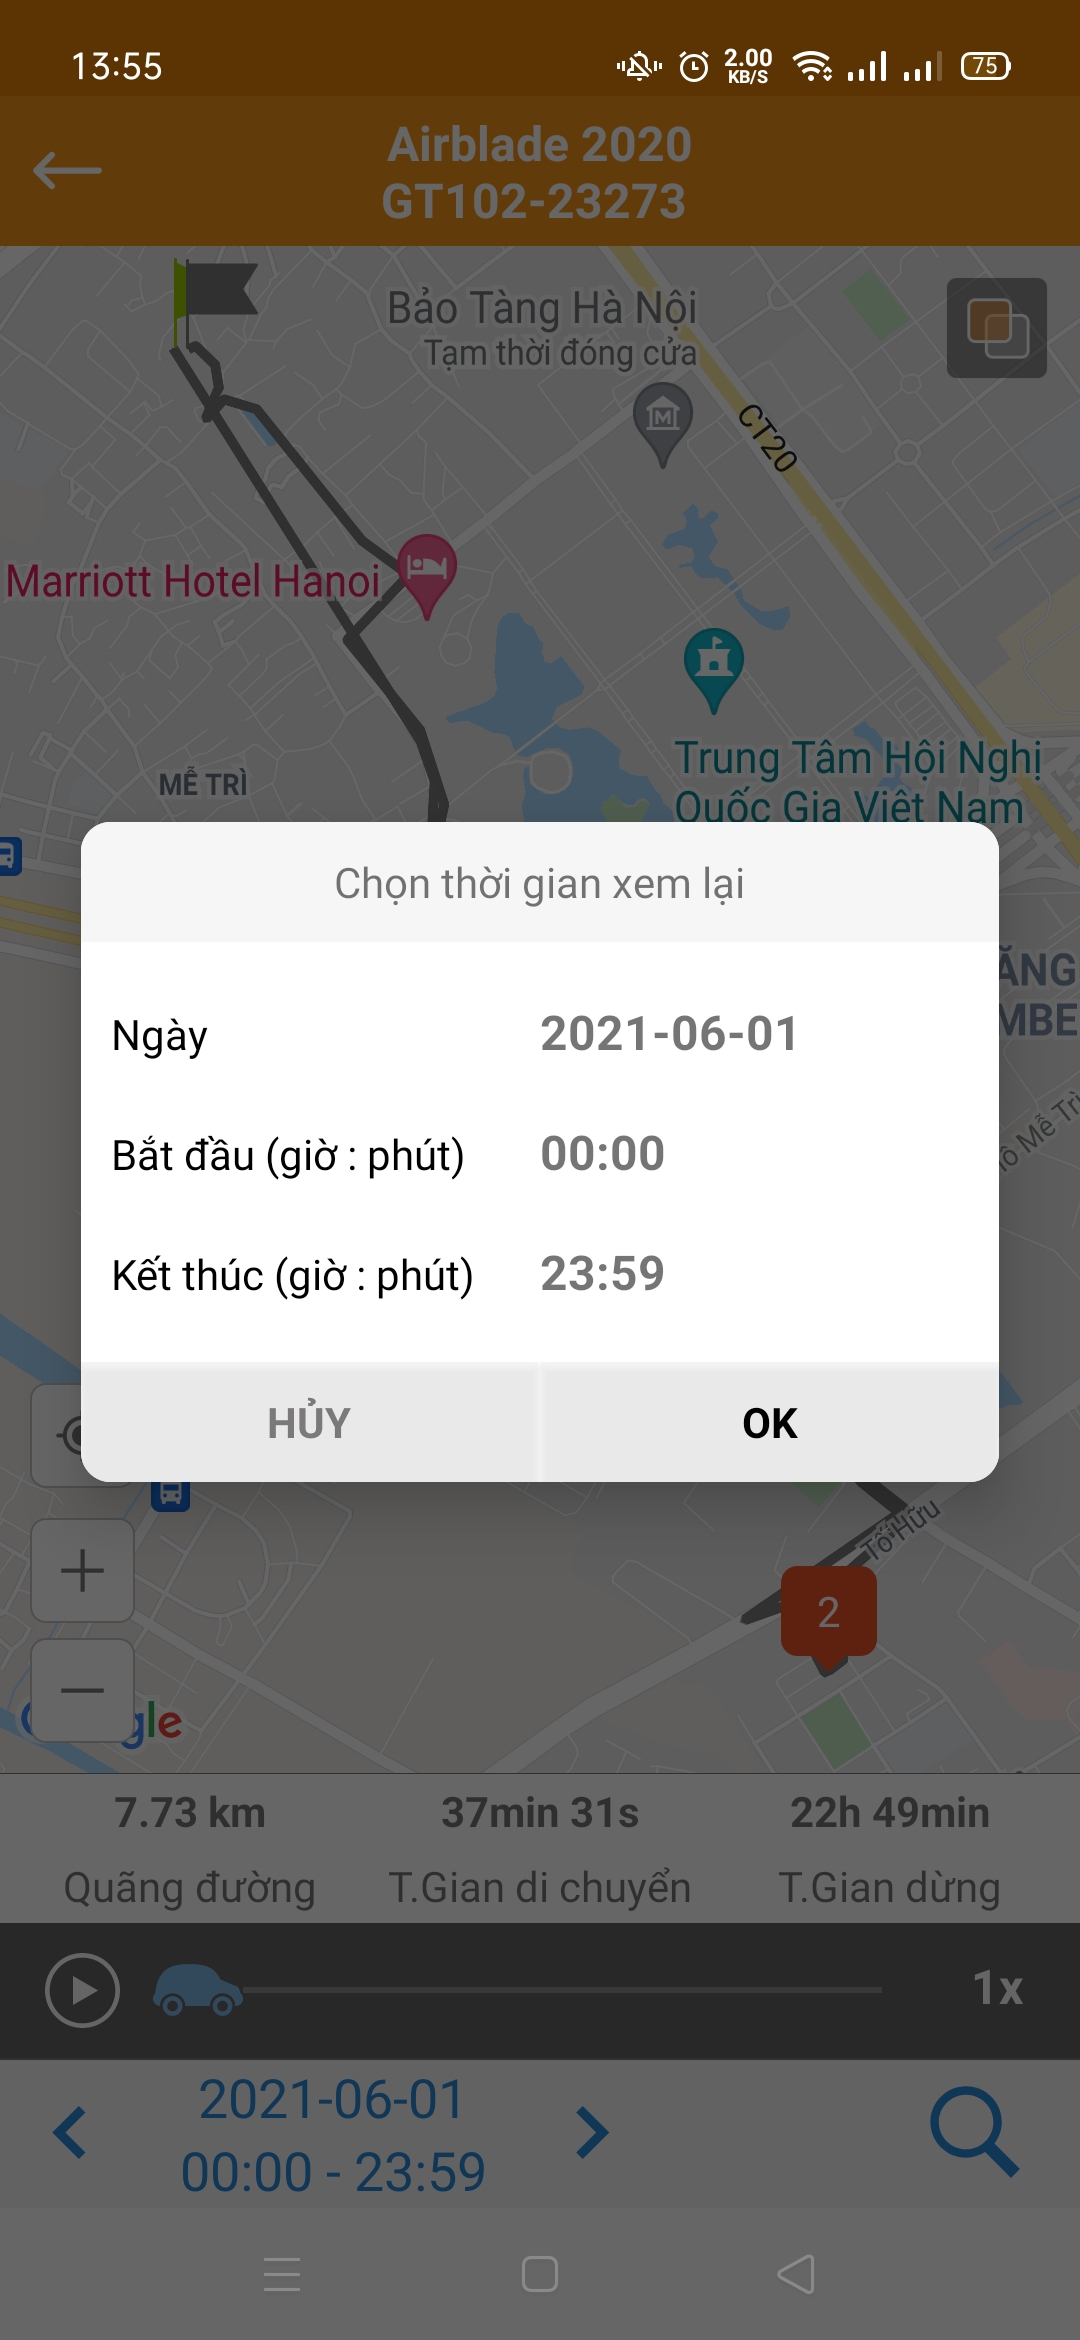 13:55
2.00
KB/S
75
Airblade 2020
GT102-23273
Bảo Tàng Hà Nội
Tạm thời đóng cửa
M
CT20
Marriott Hotel Hanoi
Trung Tâm Hội Nghị
Quốc Gia Việt Nam
MỄ TRÌ
Chọn thời gian xem lại
Ngày 2021-06-01
Bắt đầu (giờ : phút) 00:00
Kết thúc (giờ : phút) 23:59
HỦY OK
Mễ Trì
Tố Hữu
2
7.73 km 37min 31s 22h 49min
Quãng đường T.Gian di chuyển T.Gian dừng
1x
2021-06-01
00:00 - 23:59